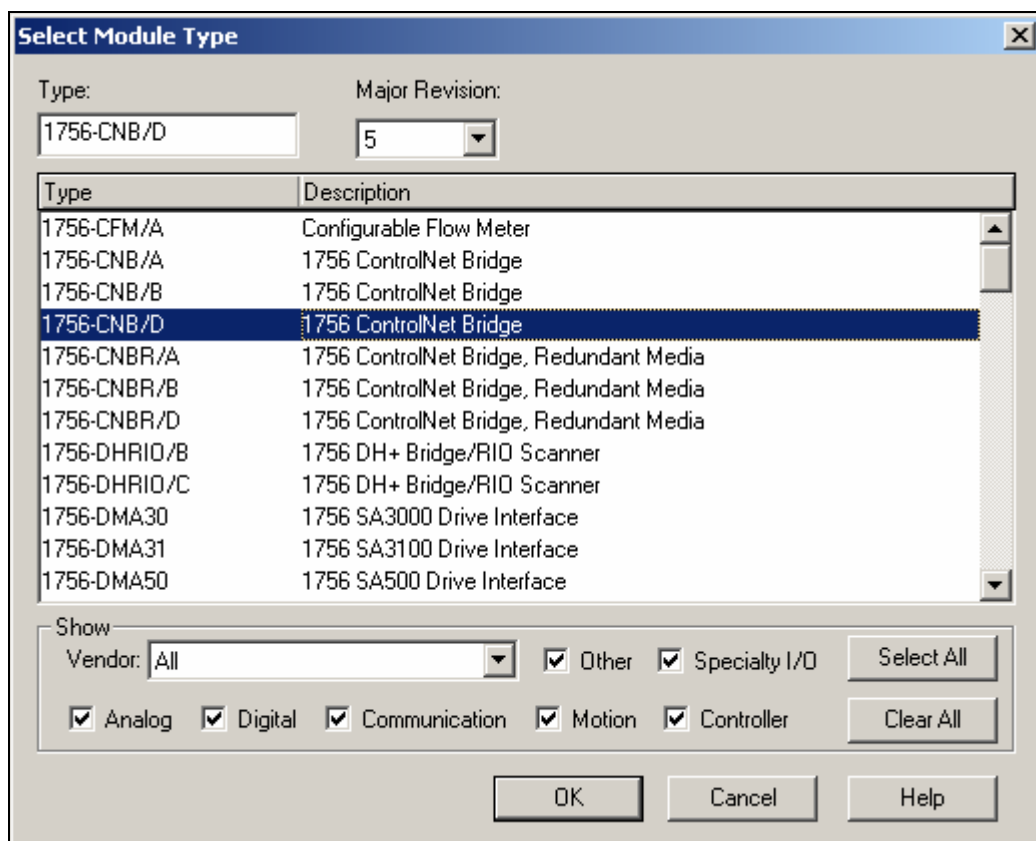 Select Module Type
Type: Major Revision:
1756-CNB/D 5
Type Description
1756-CFM/A Configurable Flow Meter
1756-CNB/A 1756 ControlNet Bridge
1756-CNB/B 1756 ControlNet Bridge
1756-CNB/D 1756 ControlNet Bridge
1756-CNBR/A 1756 ControlNet Bridge, Redundant Media
1756-CNBR/B 1756 ControlNet Bridge, Redundant Media
1756-CNBR/D 1756 ControlNet Bridge, Redundant Media
1756-DHRIO/B 1756 DH+ Bridge/RIO Scanner
1756-DHRIO/C 1756 DH+ Bridge/RIO Scanner
1756-DMA30 1756 SA3000 Drive Interface
1756-DMA31 1756 SA3100 Drive Interface
1756-DMA50 1756 SA500 Drive Interface
Show
Vendor: All Other Specialty I/O Select All
Analog Digital Communication Motion Controller Clear All
OK Cancel Help